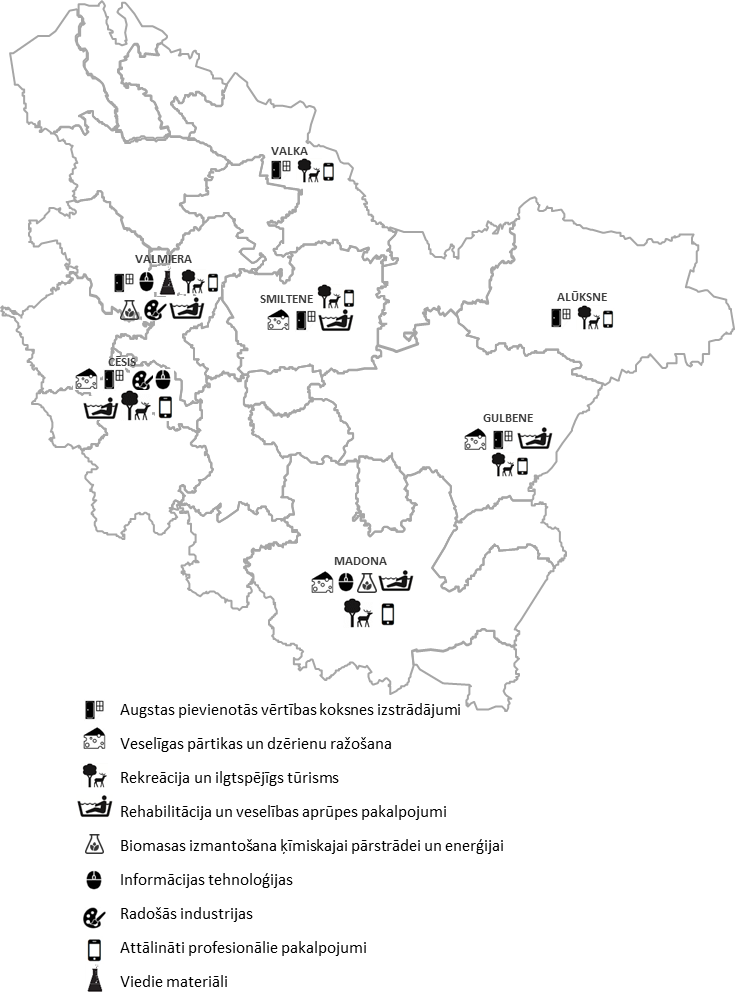 VALKA
VALMIERA
SMILTENE
ALŪKSNE
CĒSIS
GULBENE
MADONA
Augstas pievienotās vērtības koksnes izstrādājumi
Veselīgas pārtikas un dzērienu ražošana
Rekreācija un ilgtspējīgs tūrisms
Rehabilitācija un veselības aprūpes pakalpojumi
Biomasas izmantošana ķīmiskajai pārstrādei un enerģijai
Informācijas tehnoloģijas
Radošās industrijas
Attālināti profesionālie pakalpojumi
Viedie materiāli